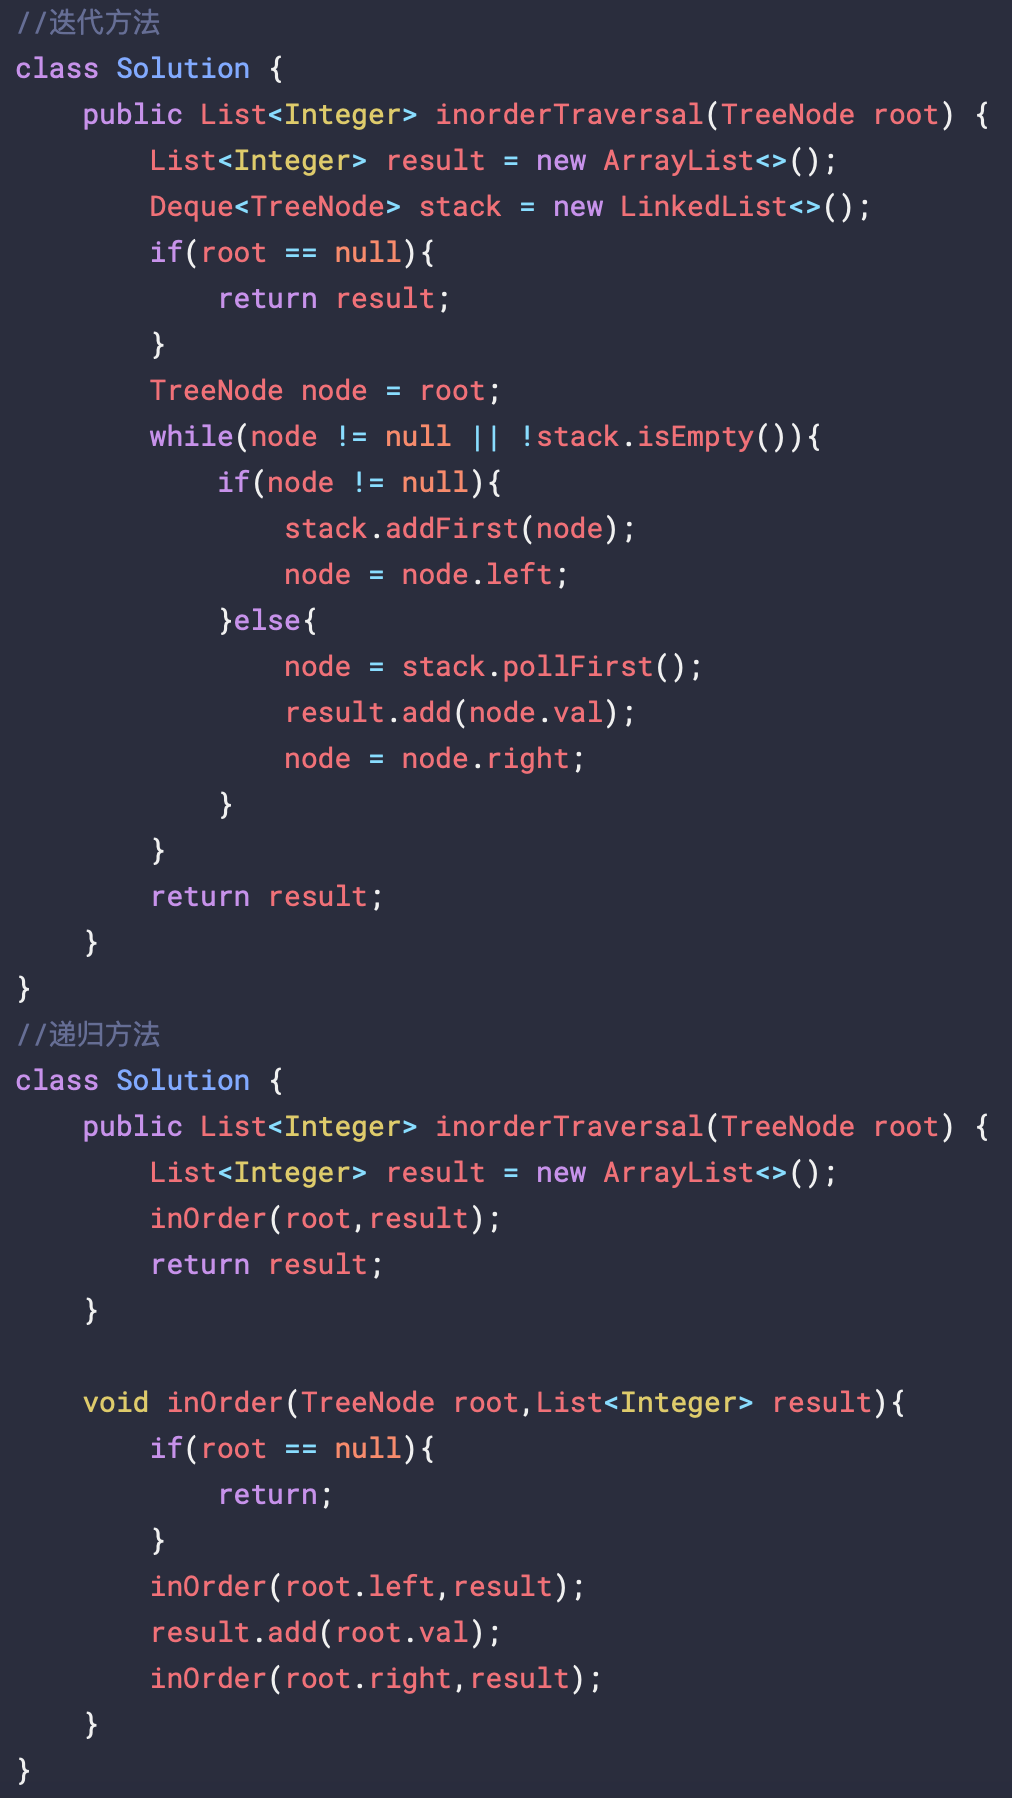 //迭代方法
class Solution {
    public List<Integer> inorderTraversal(TreeNode root) {
        List<Integer> result = new ArrayList<>();
        Deque<TreeNode> stack = new LinkedList<>();
        if(root == null){
            return result;
        }
        TreeNode node = root;
        while(node != null || !stack.isEmpty()){
            if(node != null){
                stack.addFirst(node);
                node = node.left;
            }else{
                node = stack.pollFirst();
                result.add(node.val);
                node = node.right;
            }
        }
        return result;
    }
}
//递归方法
class Solution {
    public List<Integer> inorderTraversal(TreeNode root) {
        List<Integer> result = new ArrayList<>();
        inOrder(root,result);
        return result;
    }

    void inOrder(TreeNode root,List<Integer> result){
        if(root == null){
            return;
        }
        inOrder(root.left,result);
        result.add(root.val);
        inOrder(root.right,result);
    }
}